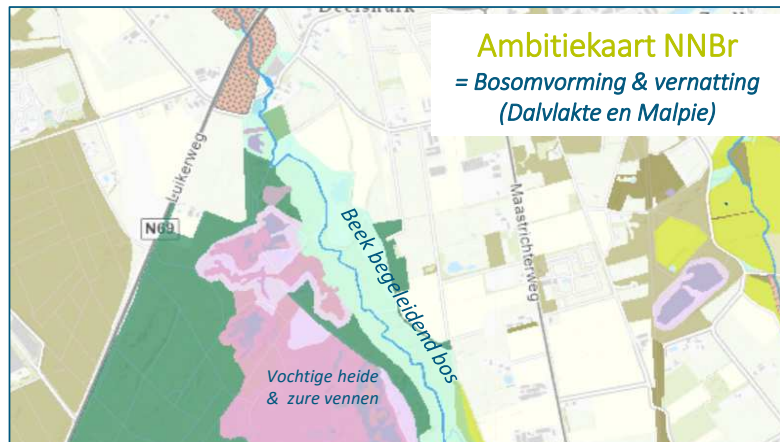 Ambitiekaart NNBr
= Bosomvorming & vernatting
(Dalvlakte en Malpie)
Luikerweg
N69
Maastrichterweg
Beek begeleidend bos
Vochtige heide
& zure vennen